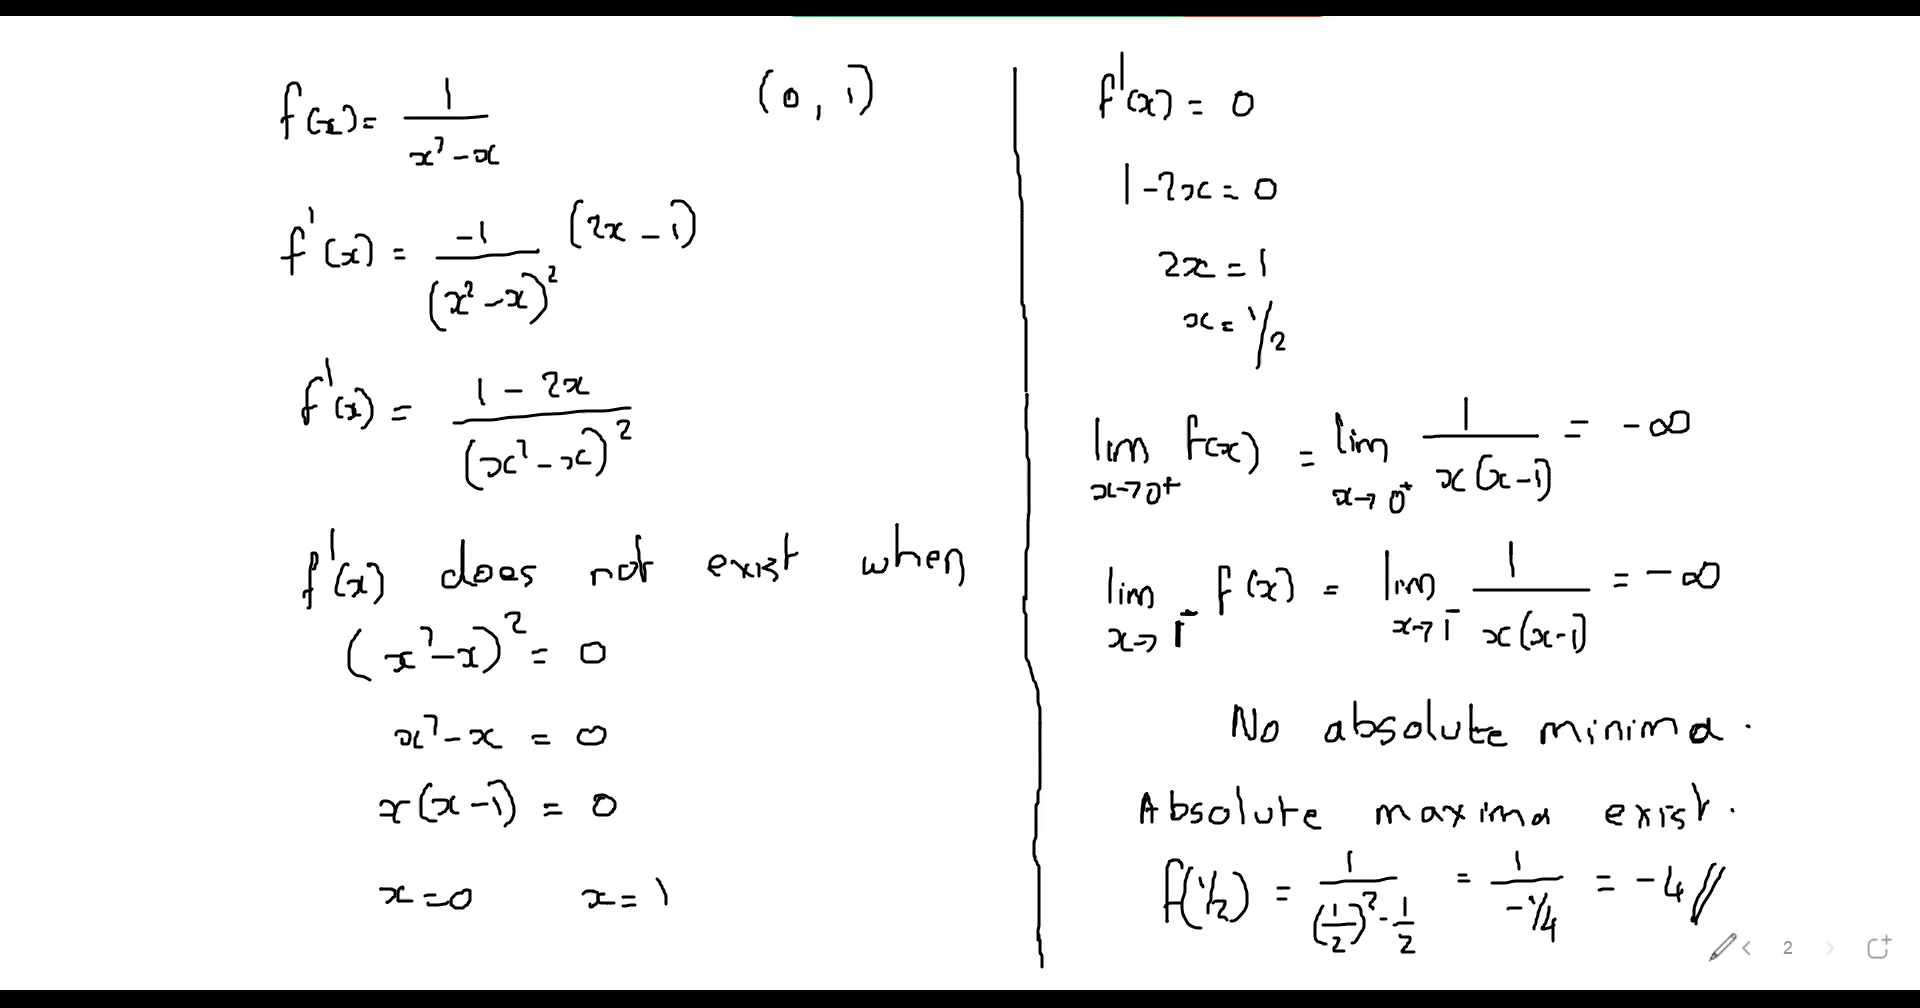 f(x) = 1/(x² - x)    (0, 1)
f'(x) = -1/(x² - x)² (2x - 1)
f'(x) = (1 - 2x)/(x² - x)²
f'(x) does not exist when
(x² - x)² = 0
x² - x = 0
x(x - 1) = 0
x = 0    x = 1
f'(x) = 0
1 - 2x = 0
2x = 1
x = 1/2
lim x→0⁺ f(x) = lim x→0⁺ 1/(x(x-1)) = -∞
lim x→1⁻ f(x) = lim x→1⁻ 1/(x(x-1)) = -∞
No absolute minima.
Absolute maxima exist.
f(1/2) = 1/((1/2)² - 1/2) = 1/(-1/4) = -4//
2